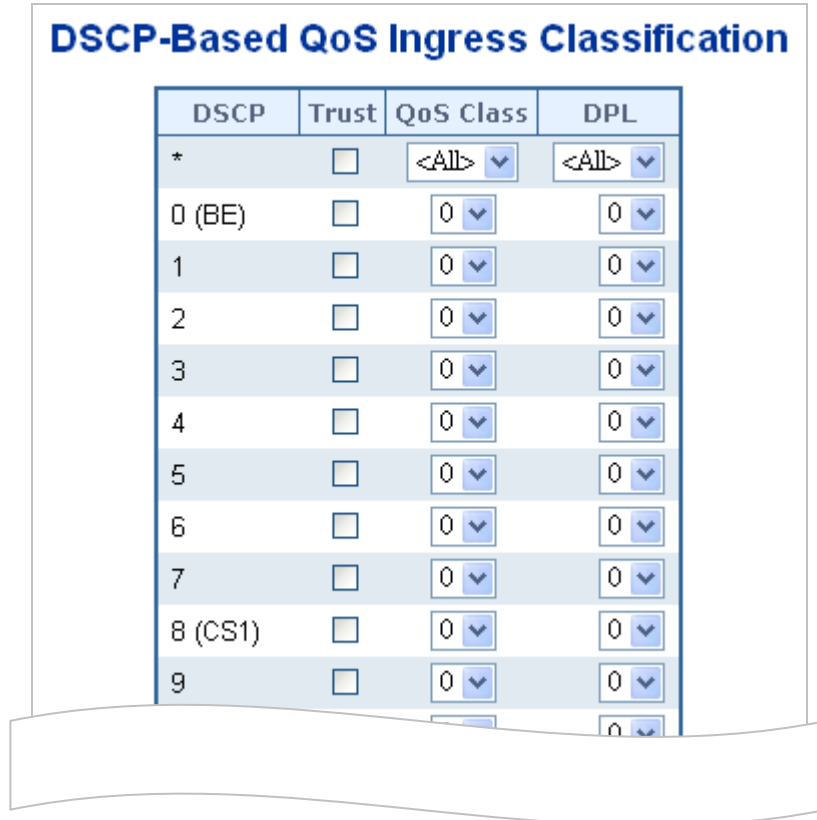 DSCP-Based QoS Ingress Classification
DSCP Trust QoS Class DPL
* <All> <All>
0 (BE) 0 0
1 0 0
2 0 0
3 0 0
4 0 0
5 0 0
6 0 0
7 0 0
8 (CS1) 0 0
9 0 0